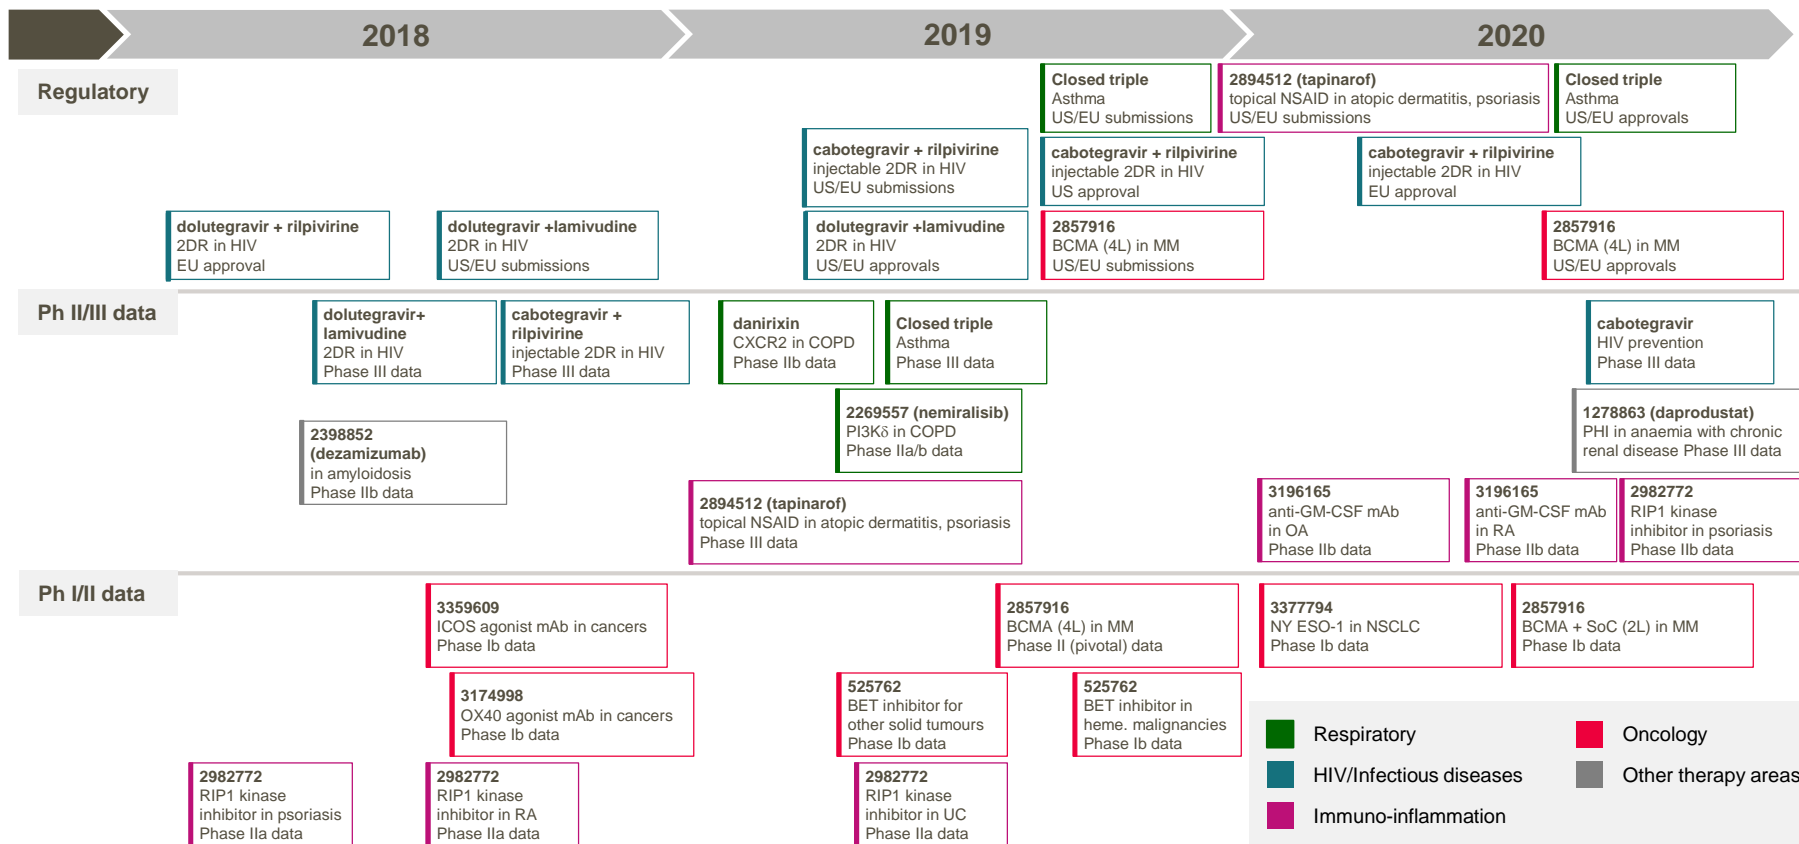 2018
2019
2020
Regulatory
Closed triple
Asthma
US/EU submissions
2894512 (tapinarof)
topical NSAID in atopic dermatitis, psoriasis
US/EU submissions
Closed triple
Asthma
US/EU approvals
cabotegravir + rilpivirine
injectable 2DR in HIV
US/EU submissions
cabotegravir + rilpivirine
injectable 2DR in HIV
US approval
cabotegravir + rilpivirine
injectable 2DR in HIV
EU approval
dolutegravir + rilpivirine
2DR in HIV
EU approval
dolutegravir +lamivudine
2DR in HIV
US/EU submissions
dolutegravir +lamivudine
2DR in HIV
US/EU approvals
2857916
BCMA (4L) in MM
US/EU submissions
2857916
BCMA (4L) in MM
US/EU approvals
Ph II/III data
dolutegravir+
lamivudine
2DR in HIV
Phase III data
cabotegravir +
rilpivirine
injectable 2DR in HIV
Phase III data
danirixin
CXCR2 in COPD
Phase IIb data
Closed triple
Asthma
Phase III data
cabotegravir
HIV prevention
Phase III data
2398852
(dezamizumab)
in amyloidosis
Phase IIb data
2269557 (nemiralisib)
PI3Kδ in COPD
Phase IIa/b data
1278863 (daprodustat)
PHI in anaemia with chronic
renal disease Phase III data
2894512 (tapinarof)
topical NSAID in atopic dermatitis, psoriasis
Phase III data
3196165
anti-GM-CSF mAb
in OA
Phase IIb data
3196165
anti-GM-CSF mAb
in RA
Phase IIb data
2982772
RIP1 kinase
inhibitor in psoriasis
Phase IIb data
Ph I/II data
3359609
ICOS agonist mAb in cancers
Phase Ib data
2857916
BCMA (4L) in MM
Phase II (pivotal) data
3377794
NY ESO-1 in NSCLC
Phase Ib data
2857916
BCMA + SoC (2L) in MM
Phase Ib data
3174998
OX40 agonist mAb in cancers
Phase Ib data
525762
BET inhibitor for
other solid tumours
Phase Ib data
525762
BET inhibitor in
heme. malignancies
Phase Ib data
2982772
RIP1 kinase
inhibitor in psoriasis
Phase IIa data
2982772
RIP1 kinase
inhibitor in RA
Phase IIa data
2982772
RIP1 kinase
inhibitor in UC
Phase IIa data
Respiratory
Oncology
HIV/Infectious diseases
Other therapy areas
Immuno-inflammation